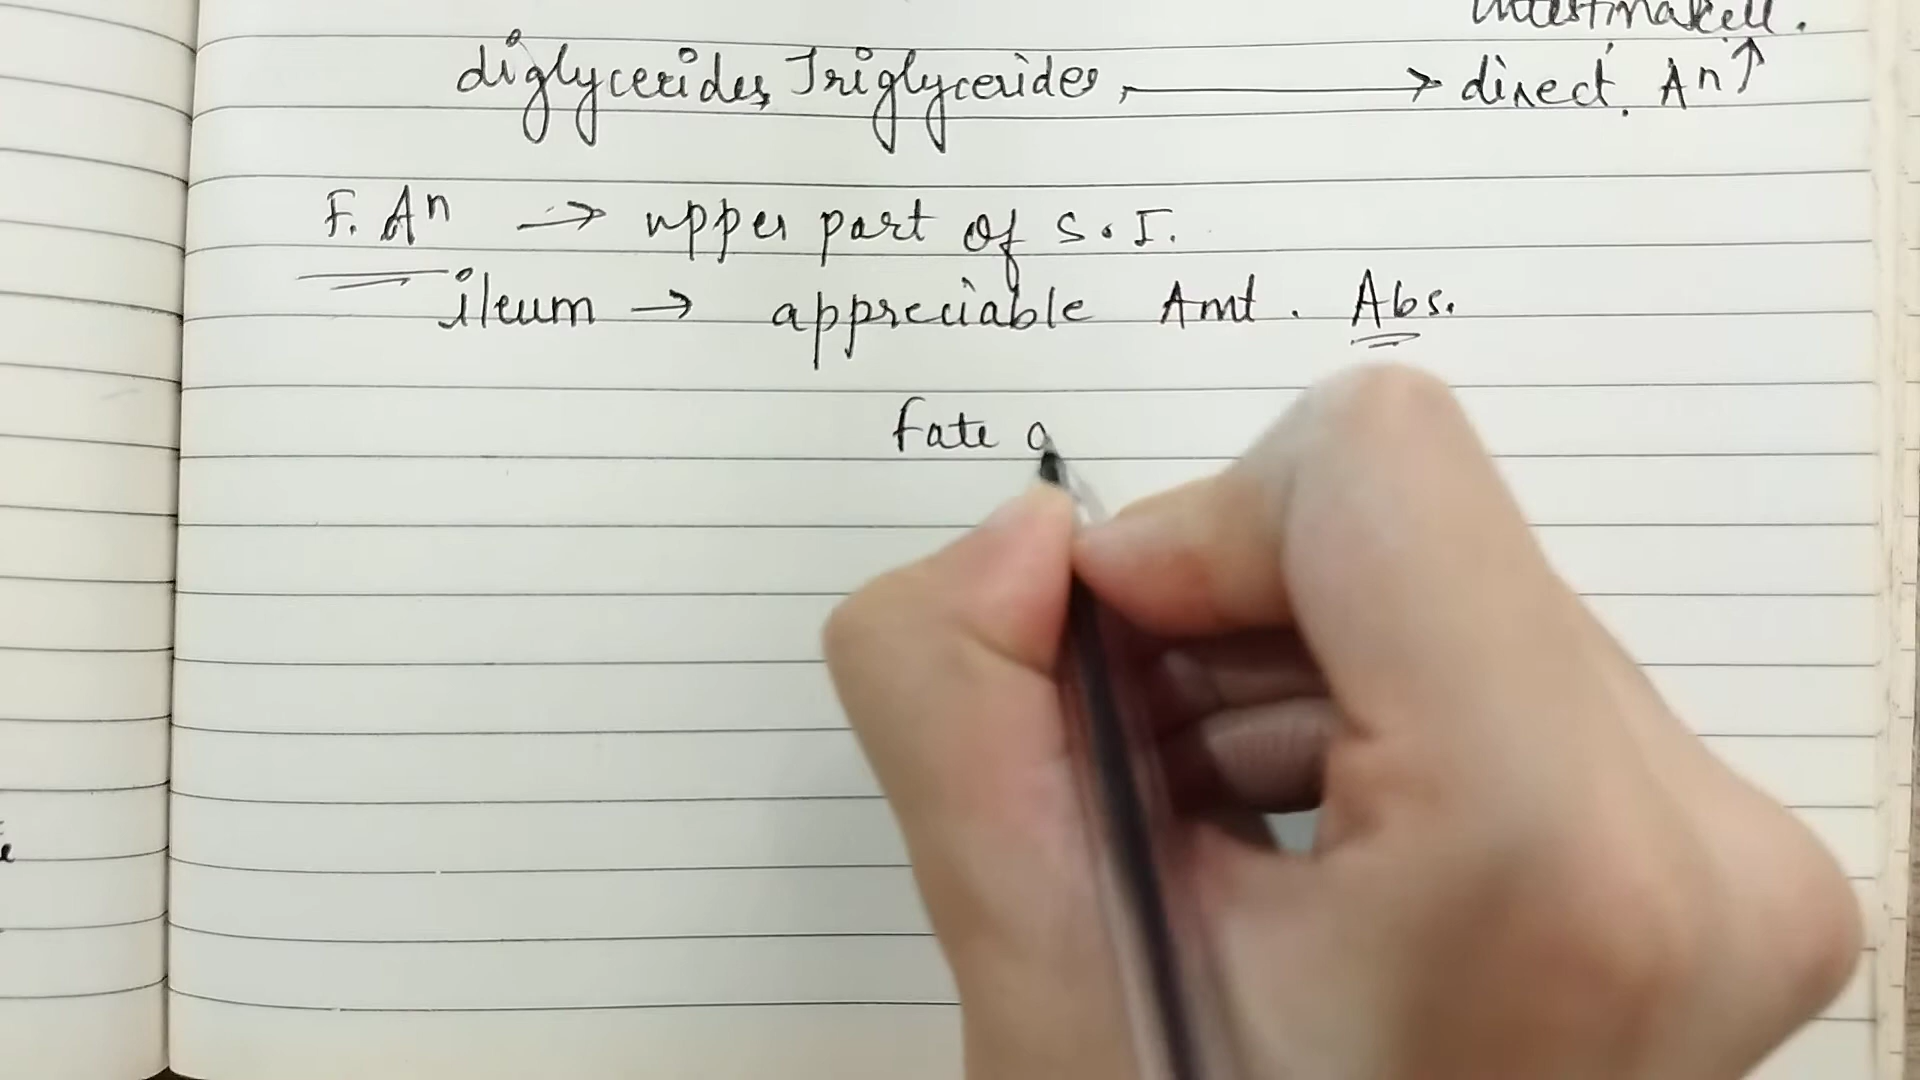 intestinal cell.
diglycerides, Triglycerides, → direct. An↑
F. An → upper part of S.I.
ileum → appreciable Amt. Abs.
fate o